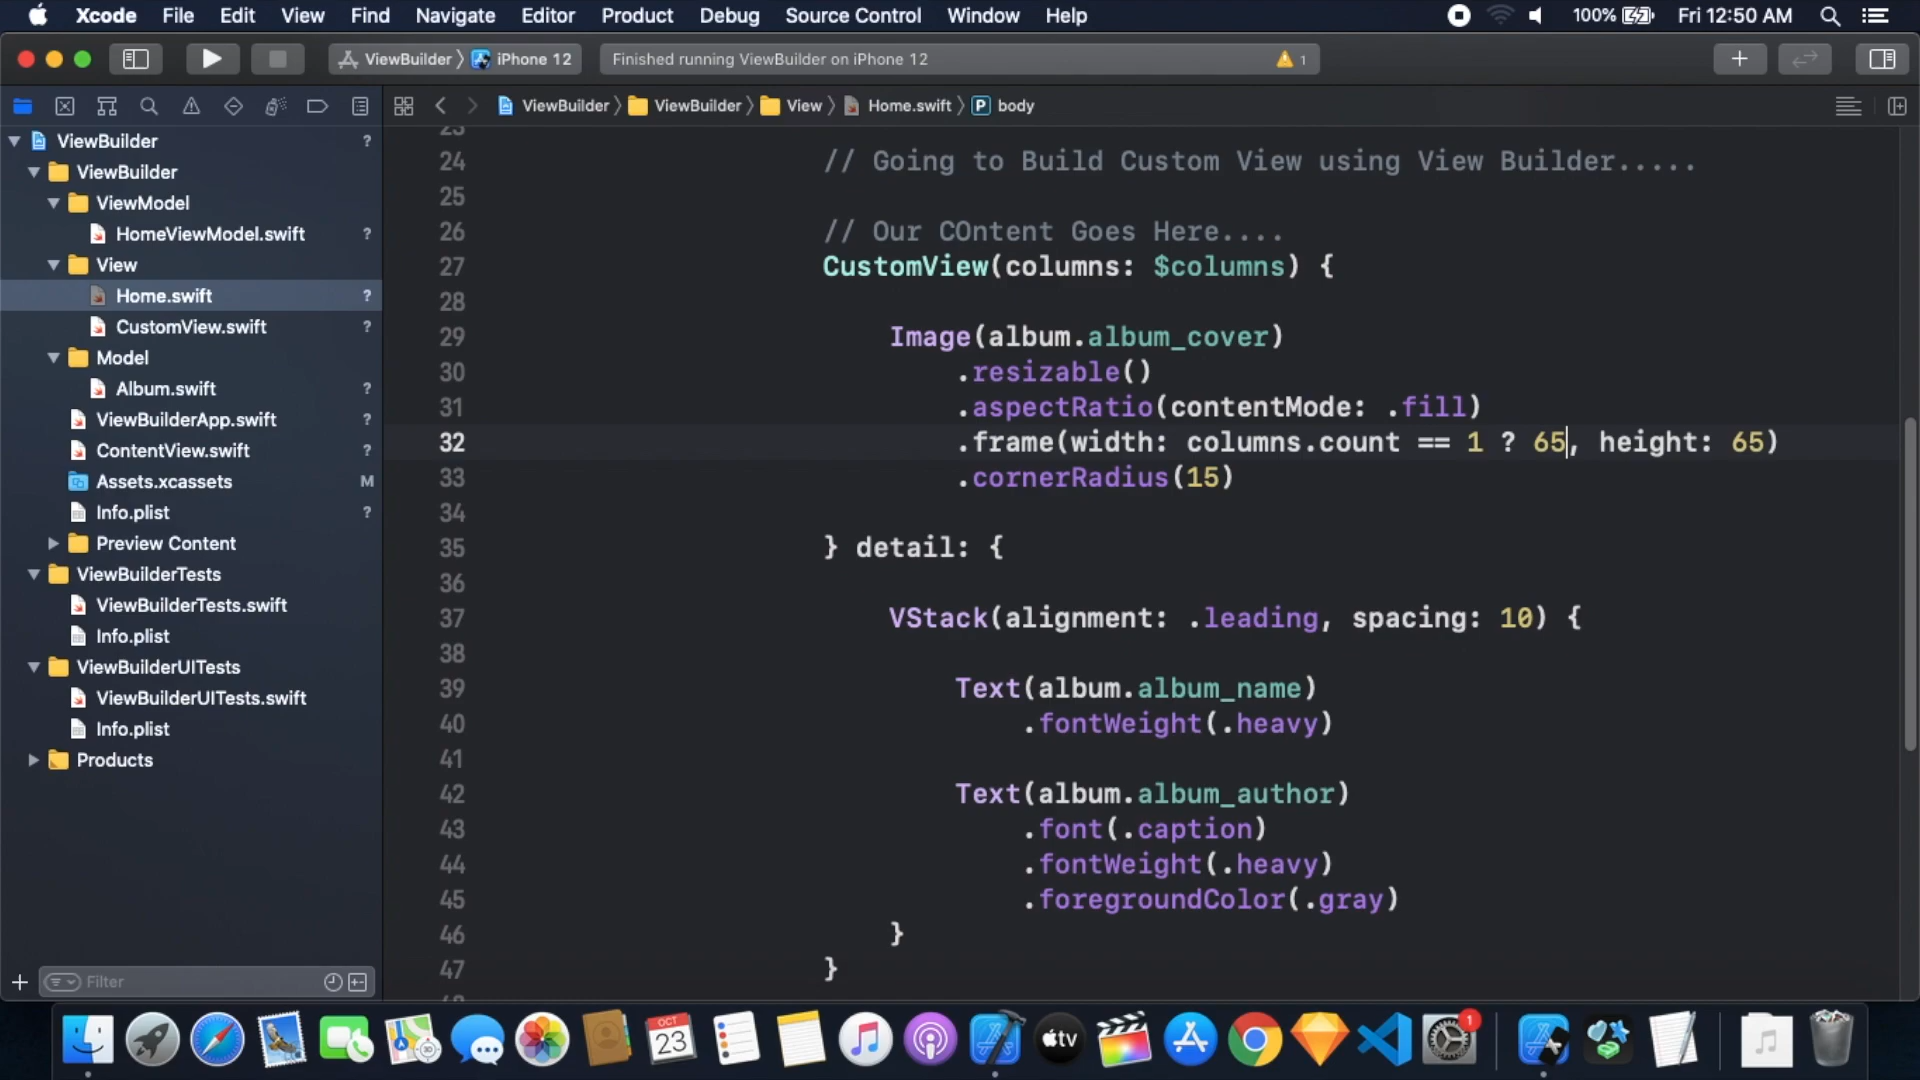 Xcode File Edit View Find Navigate Editor Product Debug Source Control Window Help 100% Fri 12:50 AM
ViewBuilder iPhone 12 Finished running ViewBuilder on iPhone 12 1
ViewBuilder ViewBuilder View Home.swift P body
ViewBuilder ?
ViewBuilder
ViewModel
HomeViewModel.swift ?
View
Home.swift ?
CustomView.swift ?
Model
Album.swift ?
ViewBuilderApp.swift ?
ContentView.swift ?
Assets.xcassets M
Info.plist ?
Preview Content
ViewBuilderTests
ViewBuilderTests.swift
Info.plist
ViewBuilderUITests
ViewBuilderUITests.swift
Info.plist
Products
Filter
23
24 // Going to Build Custom View using View Builder.....
25
26 // Our COntent Goes Here....
27 CustomView(columns: $columns) {
28
29 Image(album.album_cover)
30 .resizable()
31 .aspectRatio(contentMode: .fill)
32 .frame(width: columns.count == 1 ? 65, height: 65)
33 .cornerRadius(15)
34
35 } detail: {
36
37 VStack(alignment: .leading, spacing: 10) {
38
39 Text(album.album_name)
40 .fontWeight(.heavy)
41
42 Text(album.album_author)
43 .font(.caption)
44 .fontWeight(.heavy)
45 .foregroundColor(.gray)
46 }
47 }
OCT
23
tv
1